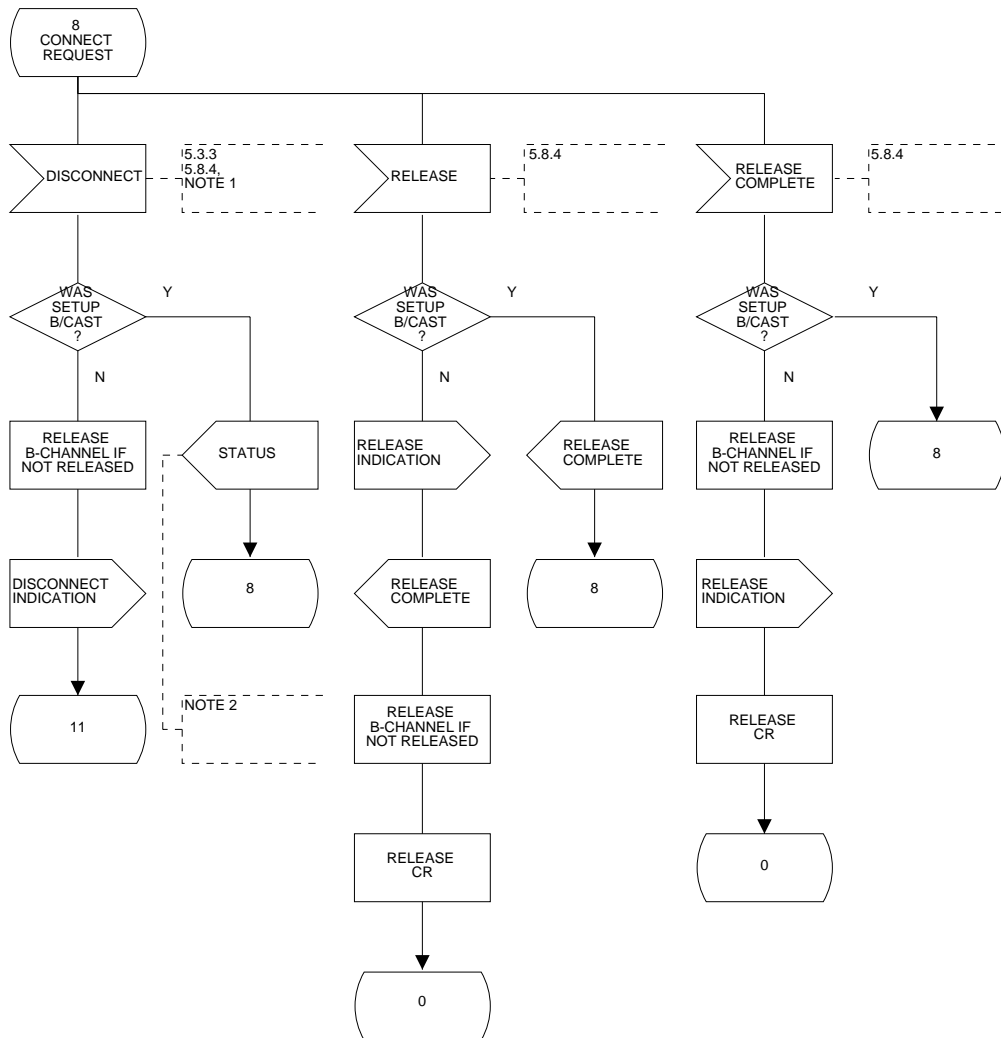 8
CONNECT
REQUEST
DISCONNECT
5.3.3
5.8.4,
NOTE 1
RELEASE
5.8.4
RELEASE
COMPLETE
5.8.4
WAS
SETUP
B/CAST
?
Y
N
WAS
SETUP
B/CAST
?
Y
N
WAS
SETUP
B/CAST
?
Y
N
RELEASE
B-CHANNEL IF
NOT RELEASED
STATUS
RELEASE
INDICATION
RELEASE
COMPLETE
RELEASE
B-CHANNEL IF
NOT RELEASED
8
DISCONNECT
INDICATION
8
RELEASE
COMPLETE
8
RELEASE
INDICATION
11
NOTE 2
RELEASE
B-CHANNEL IF
NOT RELEASED
RELEASE
CR
RELEASE
CR
0
0